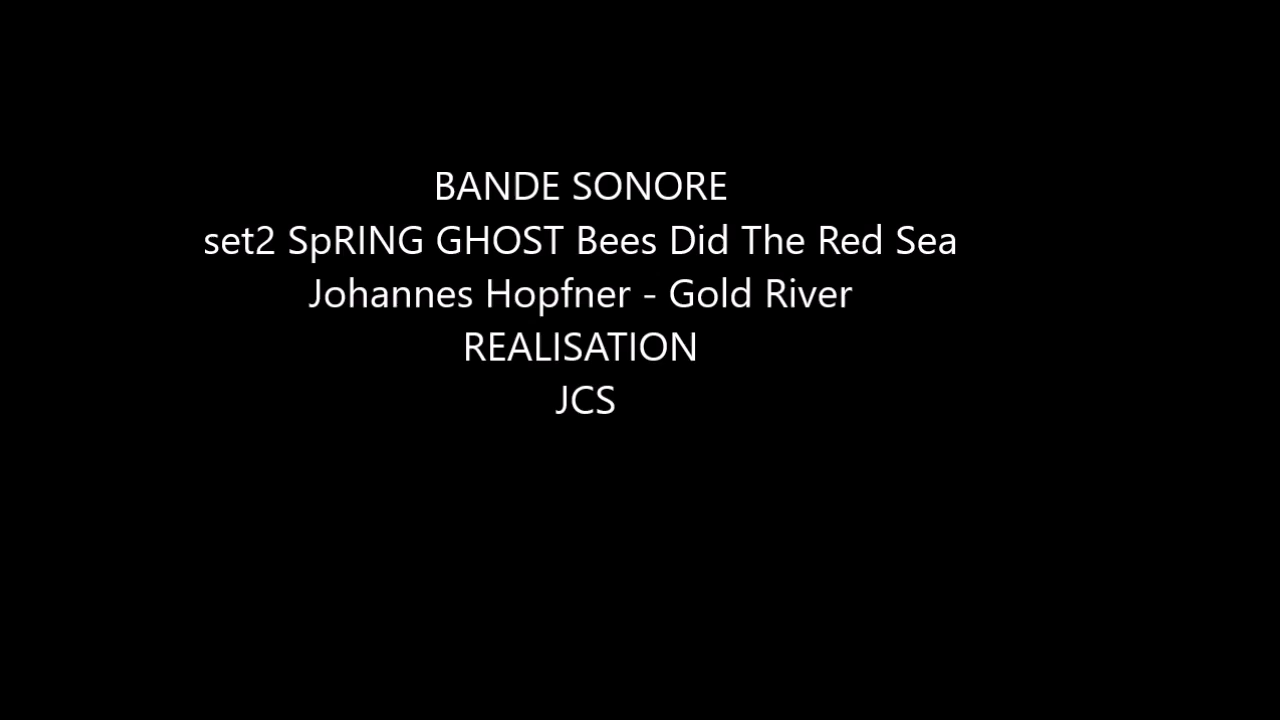 BANDE SONORE
set2 SpRING GHOST Bees Did The Red Sea
Johannes Hopfner - Gold River
REALISATION
JCS